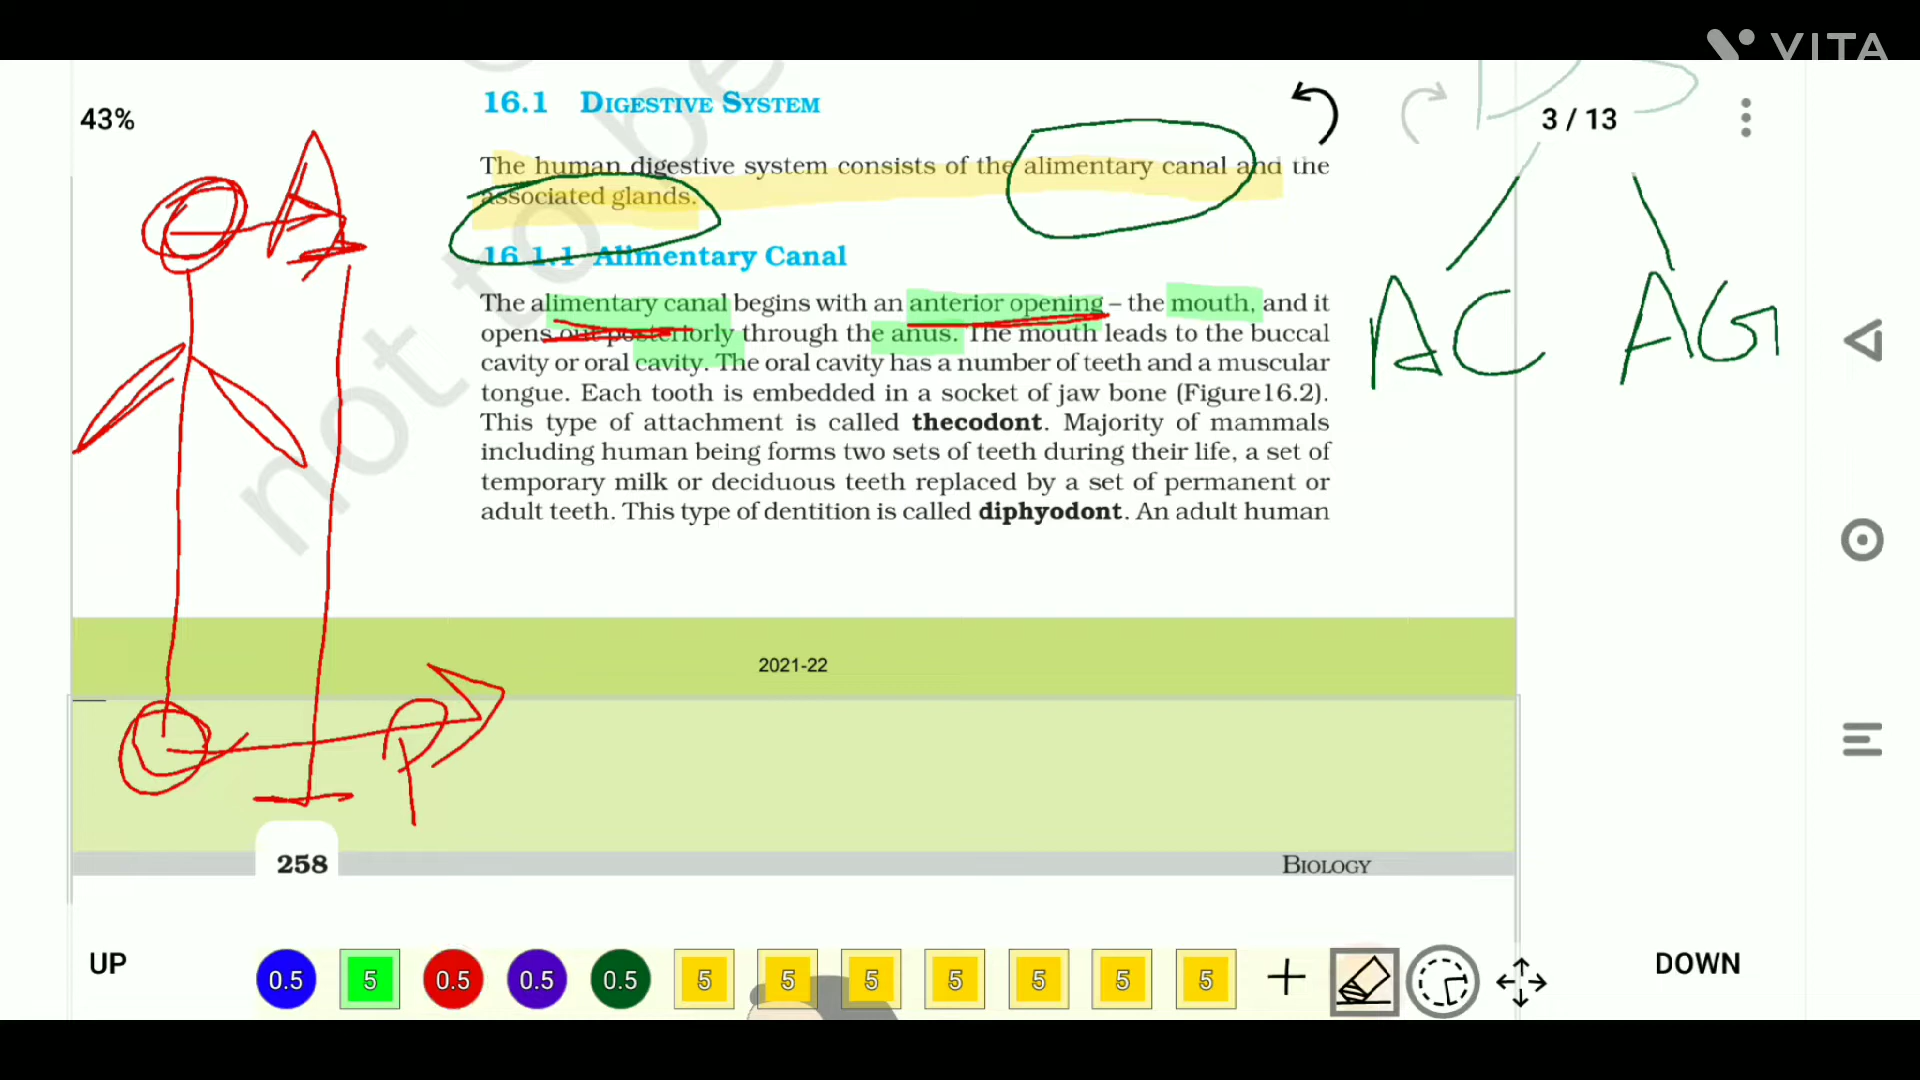 VITA
43%
16.1 DIGESTIVE SYSTEM
DS
3 / 13
The human digestive system consists of the alimentary canal and the
associated glands.
A
16.1.1 Alimentary Canal
The alimentary canal begins with an anterior opening – the mouth, and it
opens out posteriorly through the anus. The mouth leads to the buccal
cavity or oral cavity. The oral cavity has a number of teeth and a muscular
tongue. Each tooth is embedded in a socket of jaw bone (Figure16.2).
This type of attachment is called thecodont. Majority of mammals
including human being forms two sets of teeth during their life, a set of
temporary milk or deciduous teeth replaced by a set of permanent or
adult teeth. This type of dentition is called diphyodont. An adult human
AC AG
not to be
2021-22
P
258
BIOLOGY
UP
0.5 5 0.5 0.5 0.5 5 5 5 5 5 5 5
DOWN